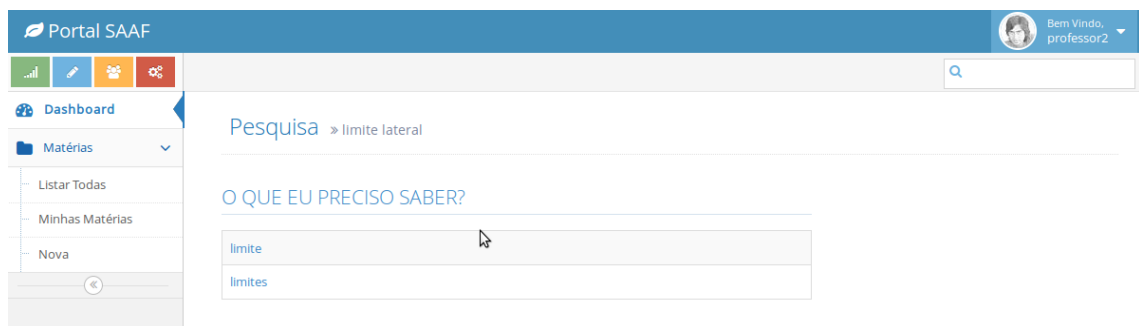 Portal SAAF
Bem Vindo,
professor2
Dashboard
Matérias
Listar Todas
Minhas Matérias
Nova
Pesquisa » limite lateral
O QUE EU PRECISO SABER?
limite
limites